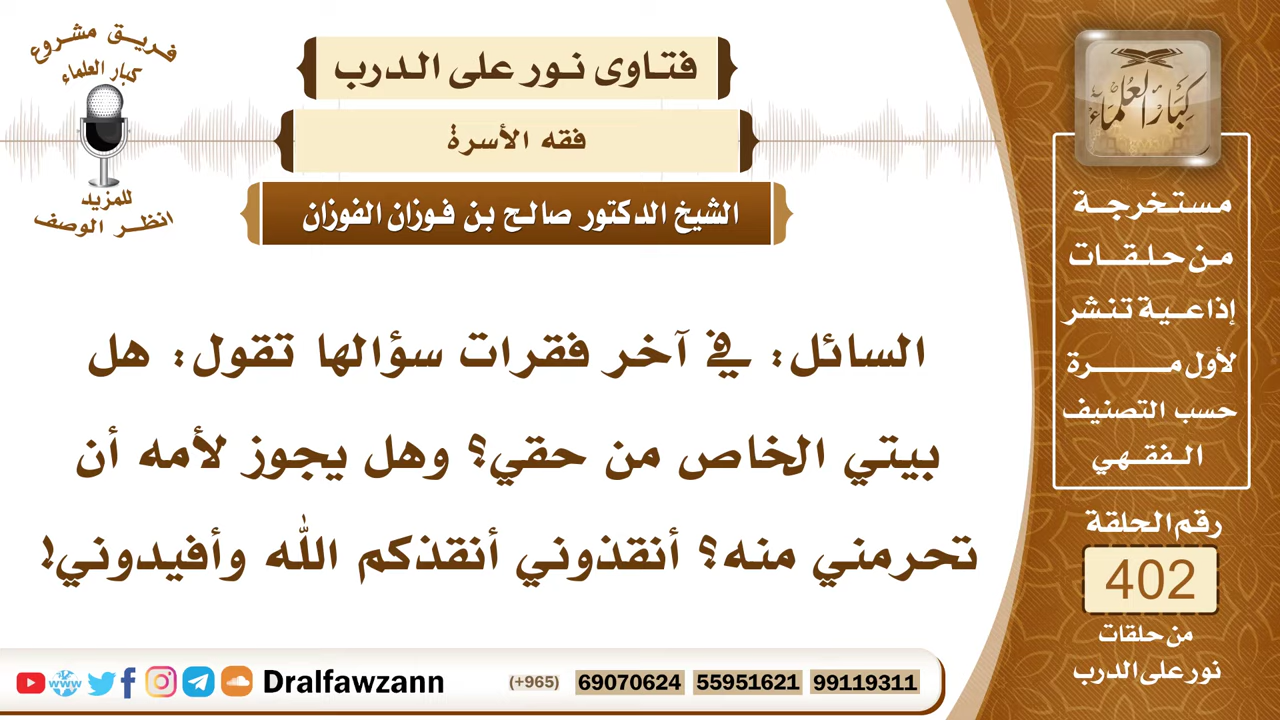 فريق مشروع
كبار العلماء
للمزيد
انظر الوصف
فتاوى نور على الدرب
فقه الأسرة
الشيخ الدكتور صالح بن فوزان الفوزان
كبار العلماء
مستخرجة
من حلقات
إذاعية تنشر
لأول مرة
حسب التصنيف
الفقهي
رقم الحلقة
402
من حلقات
نور على الدرب
السائل: في آخر فقرات سؤالها تقول: هل
بيتي الخاص من حقي؟ وهل يجوز لأمه أن
تحرمني منه؟ أنقذوني أنقذكم الله وأفيدوني!
www Dralfawzann (+965) 69070624 55951621 99119311